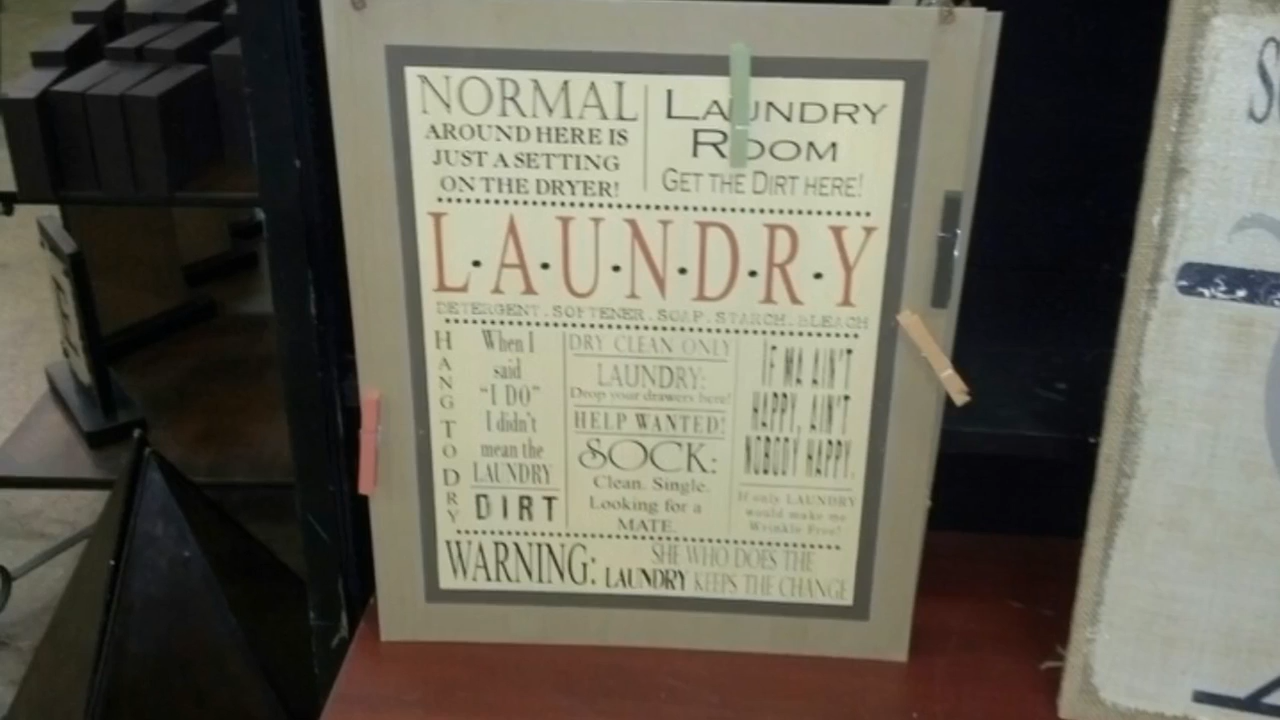 NORMAL
AROUND HERE IS
JUST A SETTING
ON THE DRYER!
LAUNDRY
ROOM
GET THE DIRT HERE!
L·A·U·N·D·R·Y
DETERGENT . SOFTENER . SOAP . STARCH . BLEACH
HANG TO DRY
When I
said
"I DO"
I didn't
mean the
LAUNDRY
DIRT
DRY CLEAN ONLY
LAUNDRY:
Drop your drawers here!
HELP WANTED!
SOCK:
Clean. Single.
Looking for a
MATE.
IF MA AIN'T
HAPPY, AIN'T
NOBODY HAPPY.
If only LAUNDRY
would make me
Wrinkle Free!
WARNING: SHE WHO DOES THE
LAUNDRY KEEPS THE CHANGE